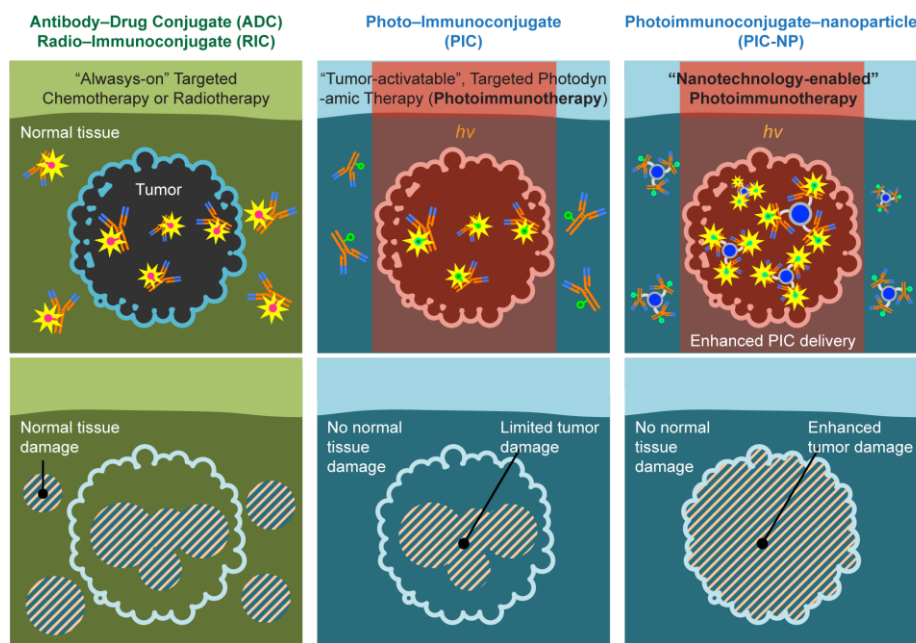 Antibody–Drug Conjugate (ADC)
Radio–Immunoconjugate (RIC)
Photo–Immunoconjugate
(PIC)
Photoimmunoconjugate–nanoparticle
(PIC-NP)
“Alwasys-on” Targeted
Chemotherapy or Radiotherapy
“Tumor-activatable”, Targeted Photodyn
-amic Therapy (Photoimmunotherapy)
“Nanotechnology-enabled”
Photoimmunotherapy
Normal tissue
Tumor
hv
hv
Enhanced PIC delivery
Normal tissue
damage
No normal
tissue
damage
Limited tumor
damage
No normal
tissue
damage
Enhanced
tumor damage